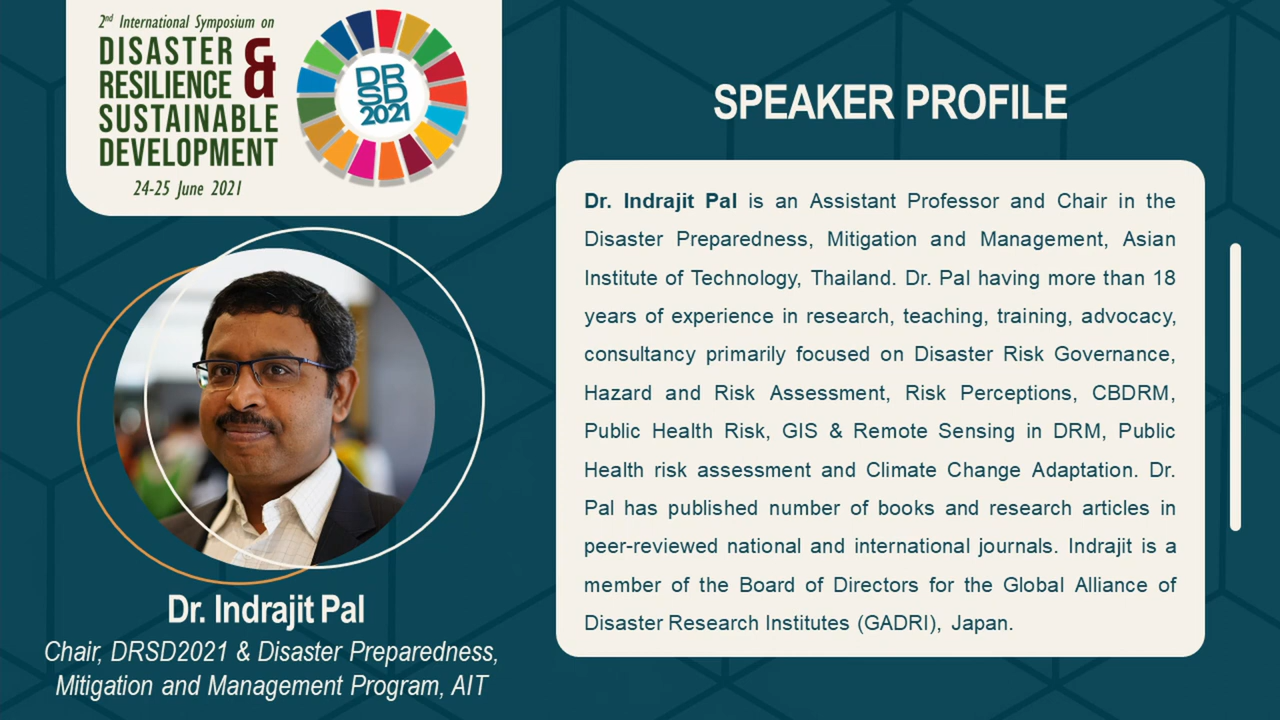 2nd International Symposium on
DISASTER &
RESILIENCE
SUSTAINABLE
DEVELOPMENT
24-25 June 2021
DR
SD
2021
Dr. Indrajit Pal
Chair, DRSD2021 & Disaster Preparedness,
Mitigation and Management Program, AIT
SPEAKER PROFILE
Dr. Indrajit Pal is an Assistant Professor and Chair in the
Disaster Preparedness, Mitigation and Management, Asian
Institute of Technology, Thailand. Dr. Pal having more than 18
years of experience in research, teaching, training, advocacy,
consultancy primarily focused on Disaster Risk Governance,
Hazard and Risk Assessment, Risk Perceptions, CBDRM,
Public Health Risk, GIS & Remote Sensing in DRM, Public
Health risk assessment and Climate Change Adaptation. Dr.
Pal has published number of books and research articles in
peer-reviewed national and international journals. Indrajit is a
member of the Board of Directors for the Global Alliance of
Disaster Research Institutes (GADRI), Japan.